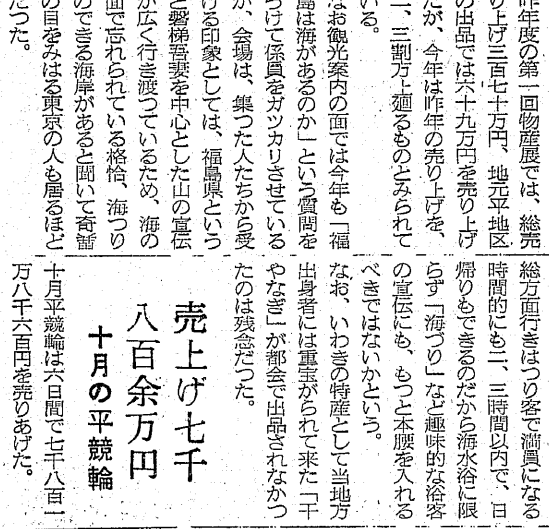 昨年度の第一回物産展では、総売
り上げ三百七十万円、地元平地区
の出品では六十九万円を売り上げ
たが、今年は昨年の売り上げを、
二、三割方上廻るものとみられて
いる。
なお観光案内の面では今年も「福
島は海があるのか」という質問を
つけて係員をガツカリさせている
が、会場は、集つた人たちから受
ける印象としては、福島県という
と磐梯吾妻を中心とした山の宣伝
が広く行き渡つているため、海の
面で忘れられている格恰、海つり
のできる海岸があると聞いて奇
の目をみはる東京の人も居るほど
だつた。
総方面行きはつり客で満員になる
時間的にも二、三時間以内で、日
帰りもできるのだから海水浴に限
らず「海づり」など趣味的な浴客
の宣伝にも、もつと本腰を入れる
べきではないかという。
なお、いわきの特産として当地方
出身者には重宝がられて来た「干
やなぎ」が都会で出品されなかつ
たのは残念だつた。
売上げ七千
八百余万円
十月の平競輪
十月平競輪は六日間で七千八百一
万八千六百円を売りあげた。